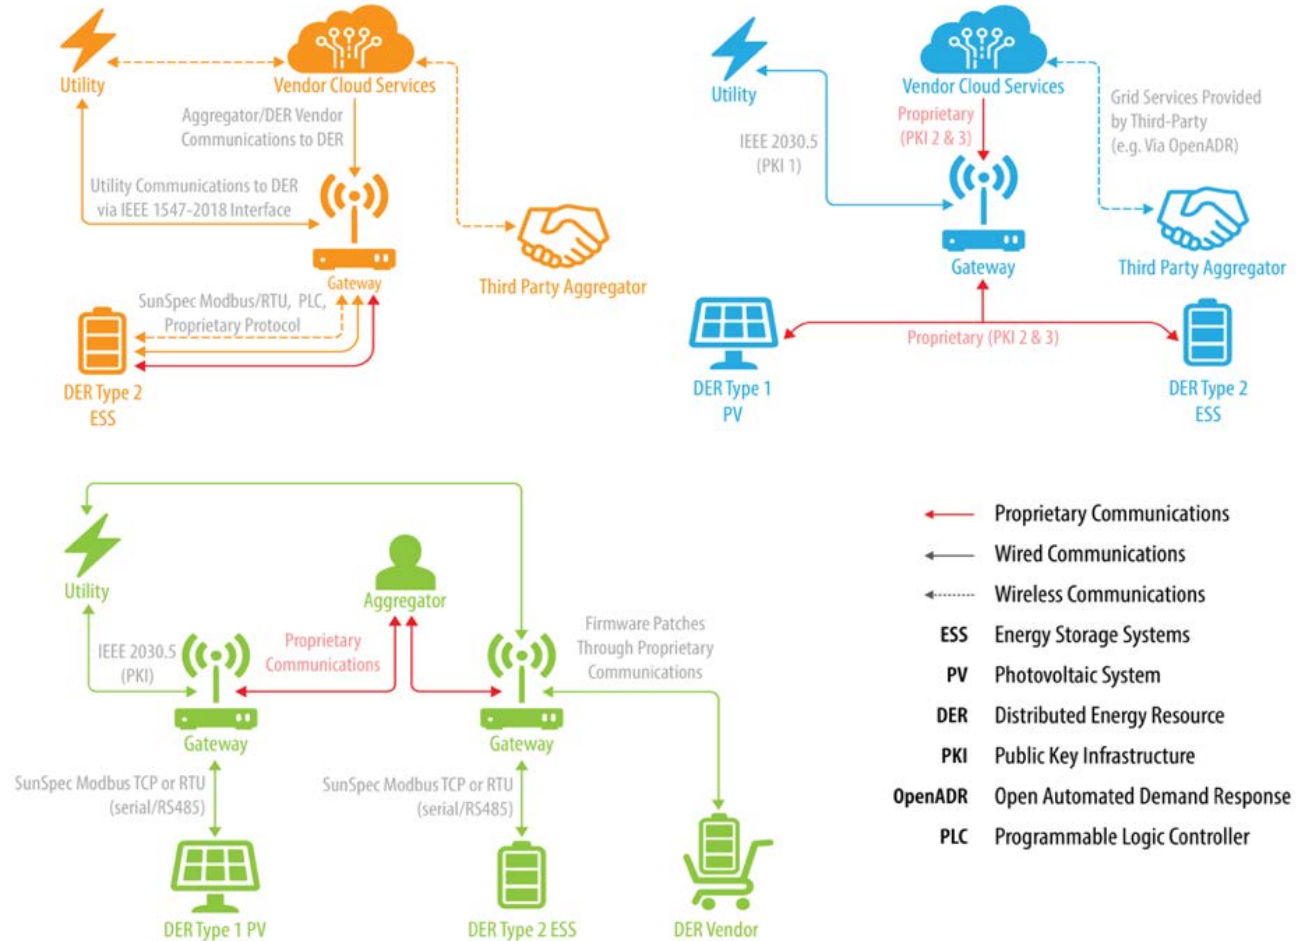 Utility
Vendor Cloud Services
Aggregator/DER Vendor
Communications to DER
Utility Communications to DER
via IEEE 1547-2018 Interface
Gateway
Third Party Aggregator
SunSpec Modbus/RTU, PLC,
Proprietary Protocol
DER Type 2
ESS
Utility
Vendor Cloud Services
Proprietary
(PKI 2 & 3)
Grid Services Provided
by Third-Party
(e.g. Via OpenADR)
IEEE 2030.5
(PKI 1)
Gateway
Third Party Aggregator
Proprietary (PKI 2 & 3)
DER Type 1
PV
DER Type 2
ESS
Utility
Aggregator
IEEE 2030.5
(PKI)
Proprietary
Communications
Firmware Patches
Through Proprietary
Communications
Gateway
Gateway
SunSpec Modbus TCP or RTU
(serial/RS485)
SunSpec Modbus TCP or RTU
(serial/RS485)
DER Type 1 PV
DER Type 2 ESS
DER Vendor
Proprietary Communications
Wired Communications
Wireless Communications
ESS Energy Storage Systems
PV Photovoltaic System
DER Distributed Energy Resource
PKI Public Key Infrastructure
OpenADR Open Automated Demand Response
PLC Programmable Logic Controller